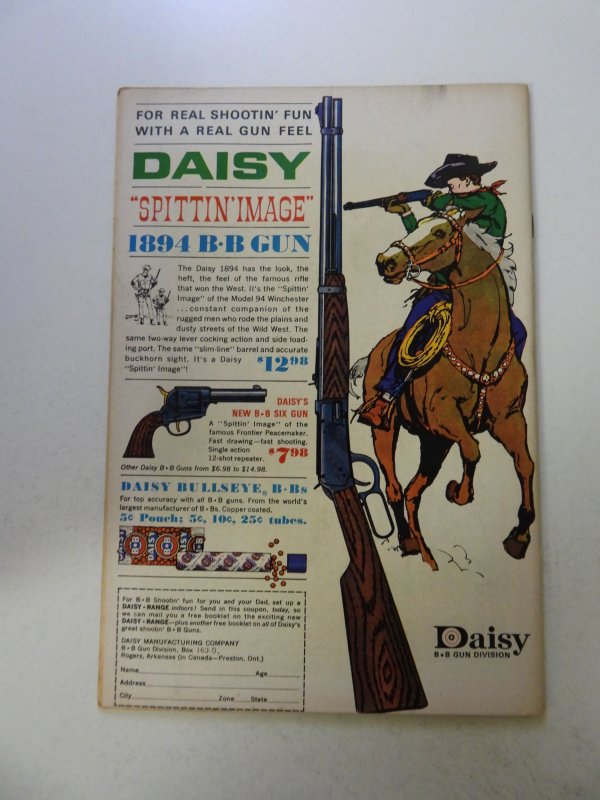 FOR REAL SHOOTIN' FUN
WITH A REAL GUN FEEL
DAISY
"SPITTIN' IMAGE"
1894 B•B GUN
The Daisy 1894 has the look, the
heft, the feel of the famous rifle
that won the West. It's the "Spittin'
Image" of the Model 94 Winchester
...constant companion of the
rugged men who rode the plains and
dusty streets of the Wild West. The
same two-way lever cocking action and side load-
ing port. The same "slim-line" barrel and accurate
buckhorn sight. It's a Daisy
"Spittin' Image"!
$12.98
DAISY'S
NEW B•B SIX GUN
A "Spittin' Image" of the
famous Frontier Peacemaker.
Fast drawing—fast shooting.
Single action
12-shot repeater.
$7.98
Other Daisy B•B Guns from $6.98 to $14.98.
DAISY BULLSEYE® B•Bs
For top accuracy with all B•B guns. From the world's
largest manufacturer of B•Bs. Copper coated.
5¢ Pouch; 5¢, 10¢, 25¢ tubes.
DAISY
For B•B Shootin' fun for you and your Dad, set up a
DAISY-RANGE indoors! Send in this coupon, today, so
we can mail you a free booklet on the exciting new
DAISY-RANGE—plus another free booklet on all of Daisy's
great shootin' B•B Guns.
DAISY MANUFACTURING COMPANY
B•B Gun Division, Box 163-D,
Rogers, Arkansas (in Canada—Preston, Ont.)
Name Age
Address
City Zone State
Daisy
B•B GUN DIVISION